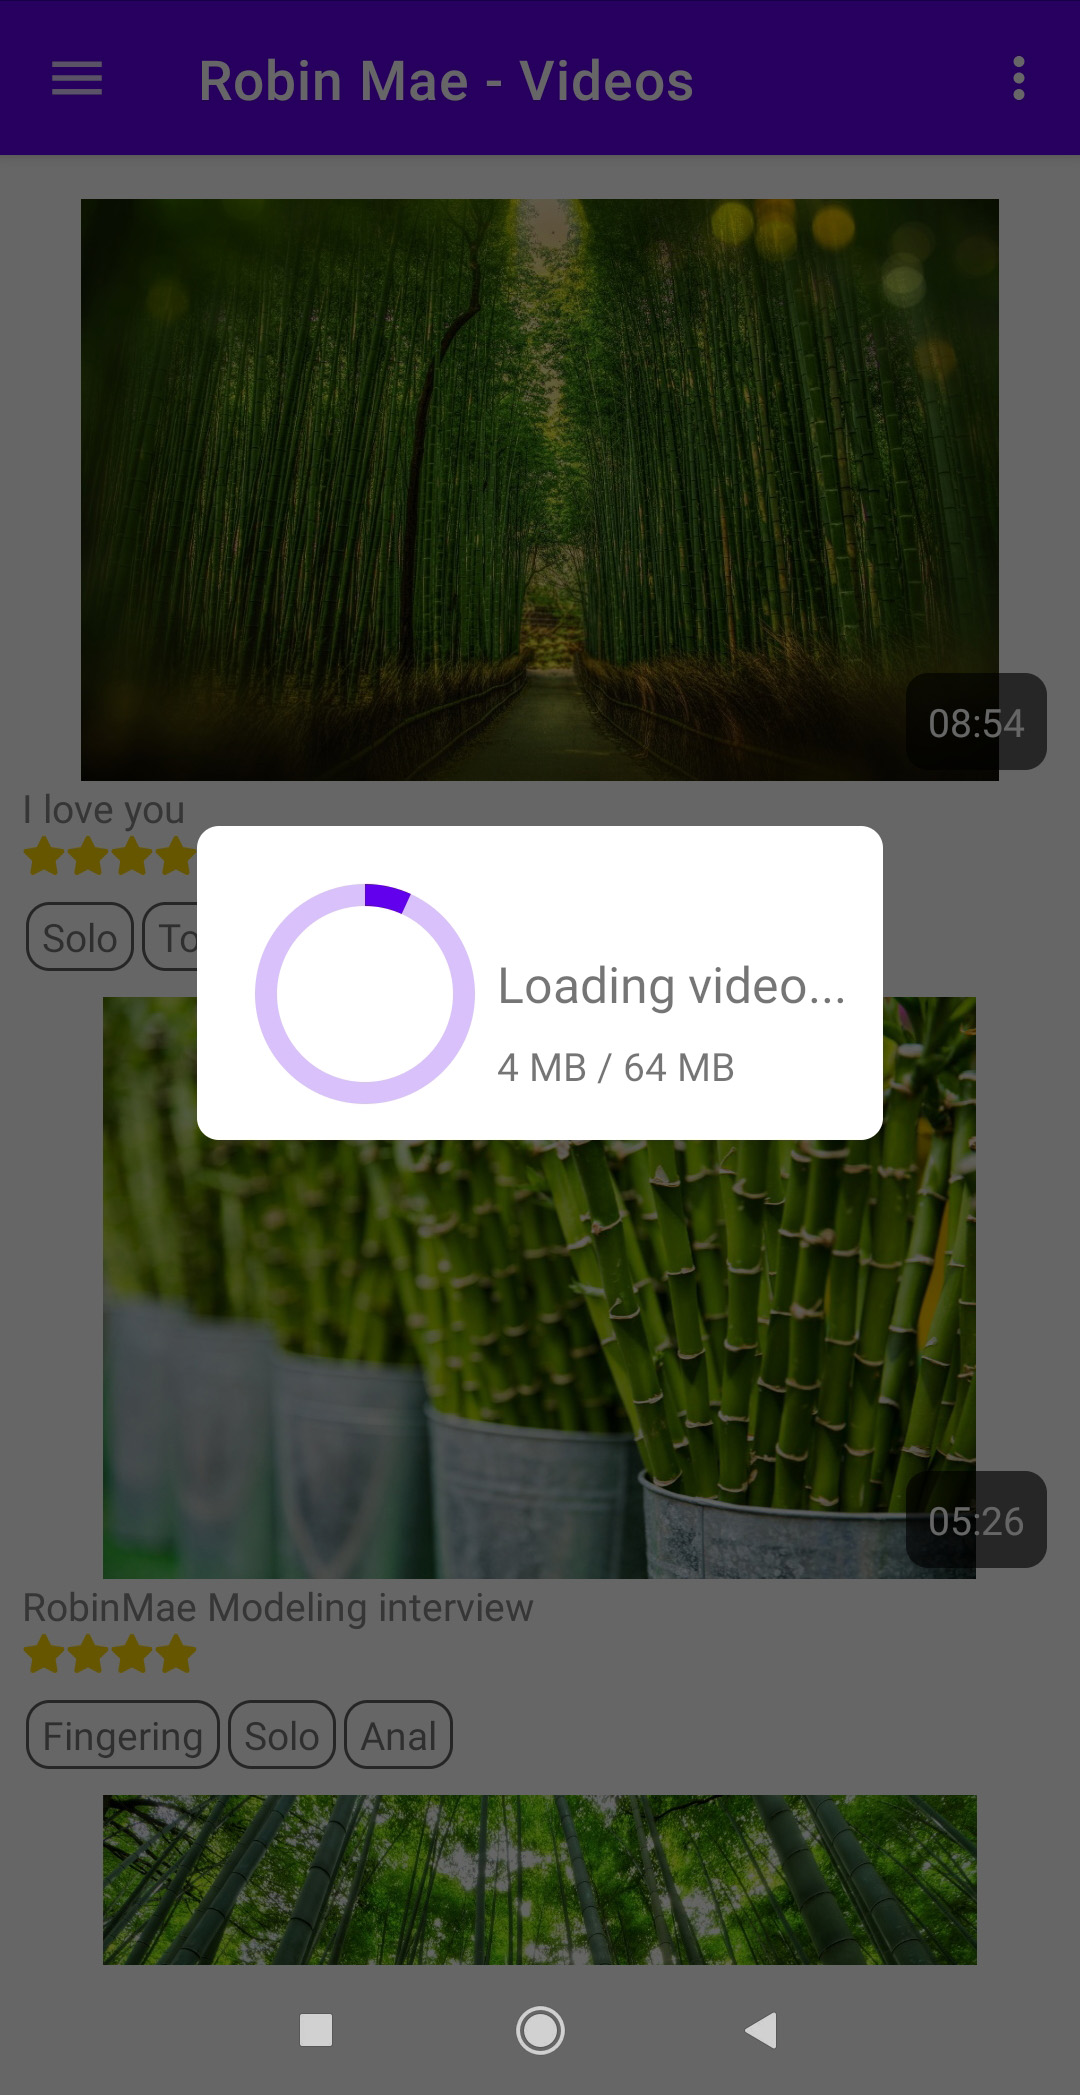 Robin Mae - Videos
08:54
I love you
Solo
Loading video...
4 MB / 64 MB
05:26
RobinMae Modeling interview
Fingering Solo Anal